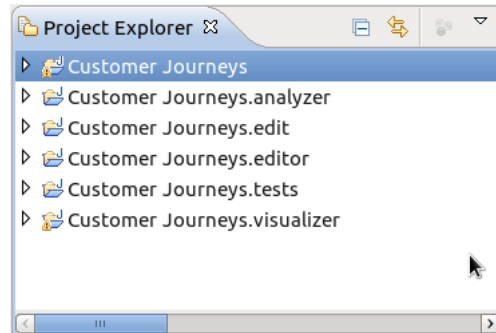 Project Explorer
Customer Journeys
Customer Journeys.analyzer
Customer Journeys.edit
Customer Journeys.editor
Customer Journeys.tests
Customer Journeys.visualizer